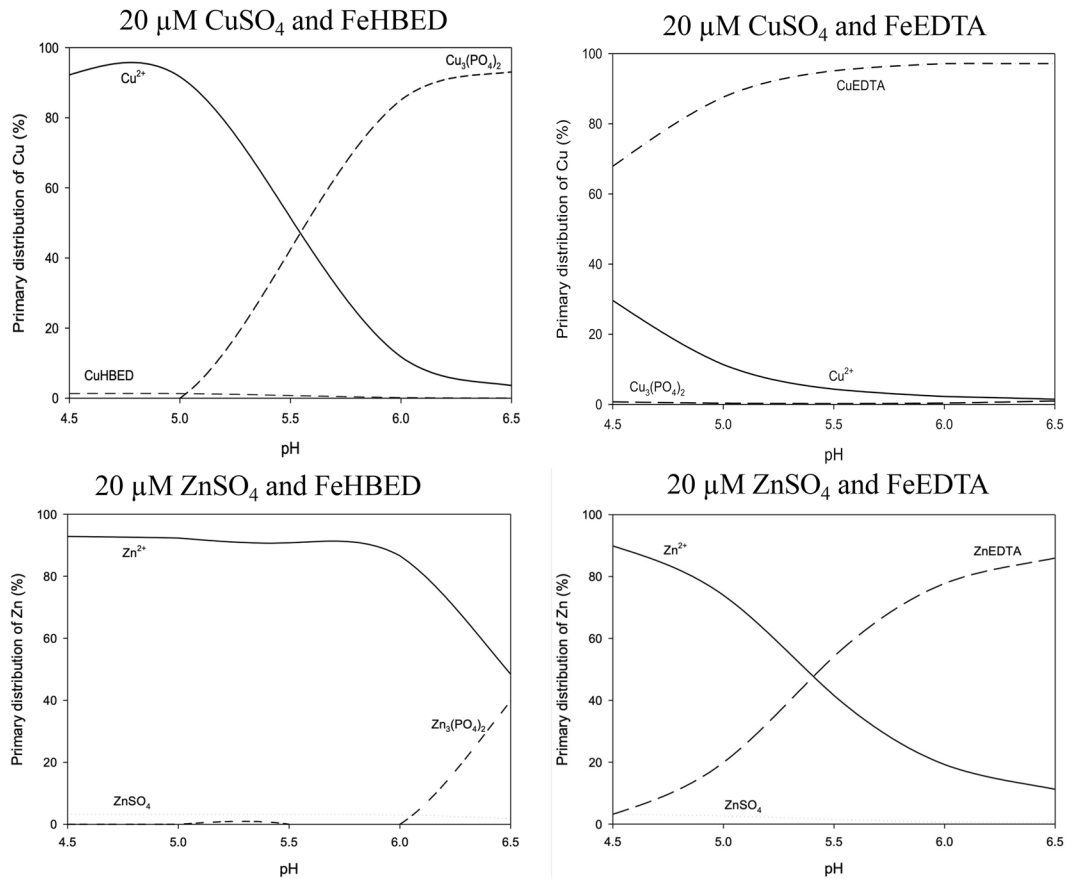 20 µM CuSO₄ and FeHBED
Primary distribution of Cu (%)
100
80
60
40
20
0
Cu²⁺
Cu₃(PO₄)₂
CuHBED
4.5 5.0 5.5 6.0 6.5
pH
20 µM CuSO₄ and FeEDTA
Primary distribution of Cu (%)
100
80
60
40
20
0
CuEDTA
Cu²⁺
Cu₃(PO₄)₂
4.5 5.0 5.5 6.0 6.5
pH
20 µM ZnSO₄ and FeHBED
Primary distribution of Zn (%)
100
80
60
40
20
0
Zn²⁺
Zn₃(PO₄)₂
ZnSO₄
4.5 5.0 5.5 6.0 6.5
pH
20 µM ZnSO₄ and FeEDTA
Primary distribution of Zn (%)
100
80
60
40
20
0
Zn²⁺
ZnEDTA
ZnSO₄
4.5 5.0 5.5 6.0 6.5
pH